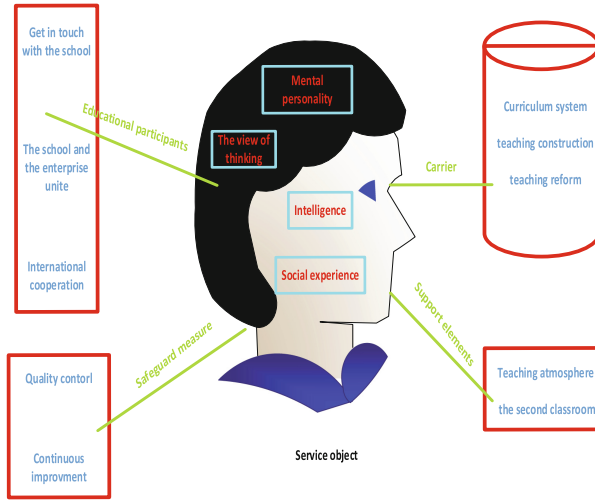 Get in touch
with the school
The school and
the enterprise
unite
International
cooperation
Educational participants
Mental
personality
The view of
thinking
Intelligence
Social experience
Carrier
Curriculum system
teaching construction
teaching reform
Support elements
Teaching atmosphere
the second classroom
Safeguard measure
Quality contorl
Continuous
improvment
Service object